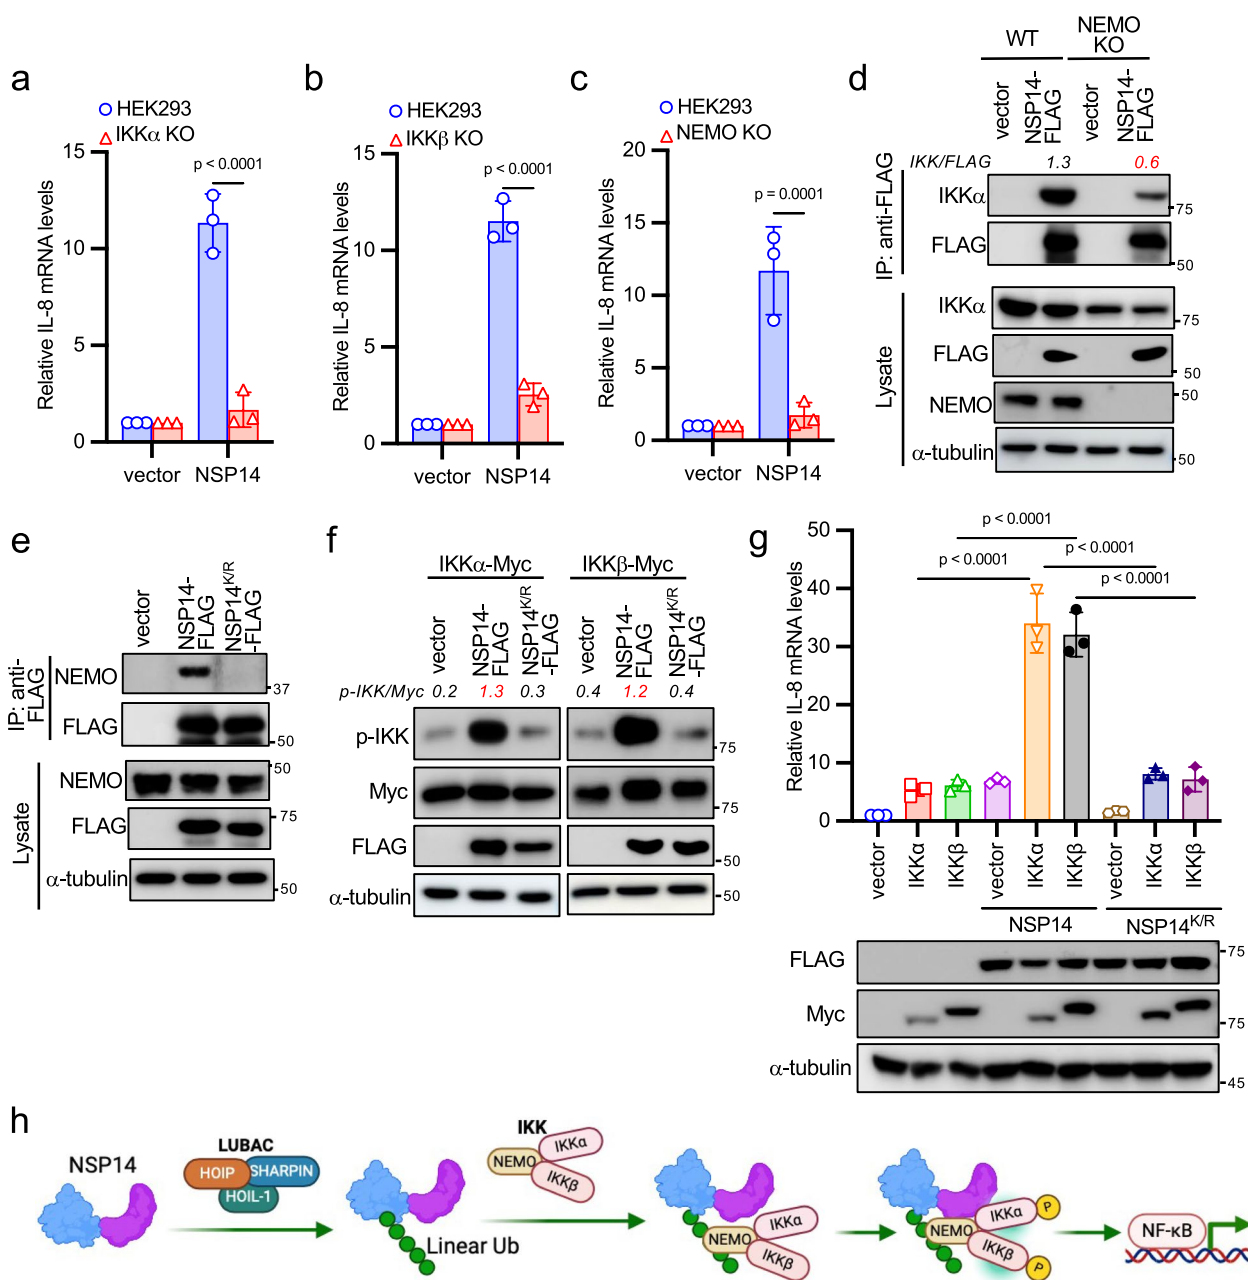 a
HEK293
IKKα KO
p < 0.0001
Relative IL-8 mRNA levels
15
10
5
0
vector NSP14
b
HEK293
IKKβ KO
p < 0.0001
Relative IL-8 mRNA levels
15
10
5
0
vector NSP14
c
HEK293
NEMO KO
p = 0.0001
Relative IL-8 mRNA levels
20
15
10
5
0
vector NSP14
d
WT
NEMO
KO
vector
NSP14-
FLAG
vector
NSP14-
FLAG
IKK/FLAG 1.3 0.6
IP: anti-FLAG
IKKα
75
FLAG
50
Lysate
IKKα
75
FLAG
50
NEMO
50
α-tubulin
50
e
vector
NSP14-
FLAG
NSP14K/R
-FLAG
IP: anti-
FLAG
NEMO
37
FLAG
50
Lysate
NEMO
50
FLAG
75
α-tubulin
50
f
IKKα-Myc IKKβ-Myc
vector
NSP14-
FLAG
NSP14K/R
-FLAG
vector
NSP14-
FLAG
NSP14K/R
-FLAG
p-IKK/Myc 0.2 1.3 0.3 0.4 1.2 0.4
p-IKK
75
Myc
75
FLAG
50
α-tubulin
50
g
p < 0.0001
p < 0.0001
p < 0.0001
p < 0.0001
Relative IL-8 mRNA levels
50
40
30
20
10
0
vector
IKKα
IKKβ
vector
IKKα
IKKβ
vector
IKKα
IKKβ
NSP14 NSP14K/R
FLAG
75
Myc
75
α-tubulin
45
h
NSP14
LUBAC
HOIP
SHARPIN
HOIL-1
Linear Ub
IKK
NEMO
IKKα
IKKβ
NEMO
IKKα
IKKβ
NEMO
IKKα
P
IKKβ
P
NF-κB